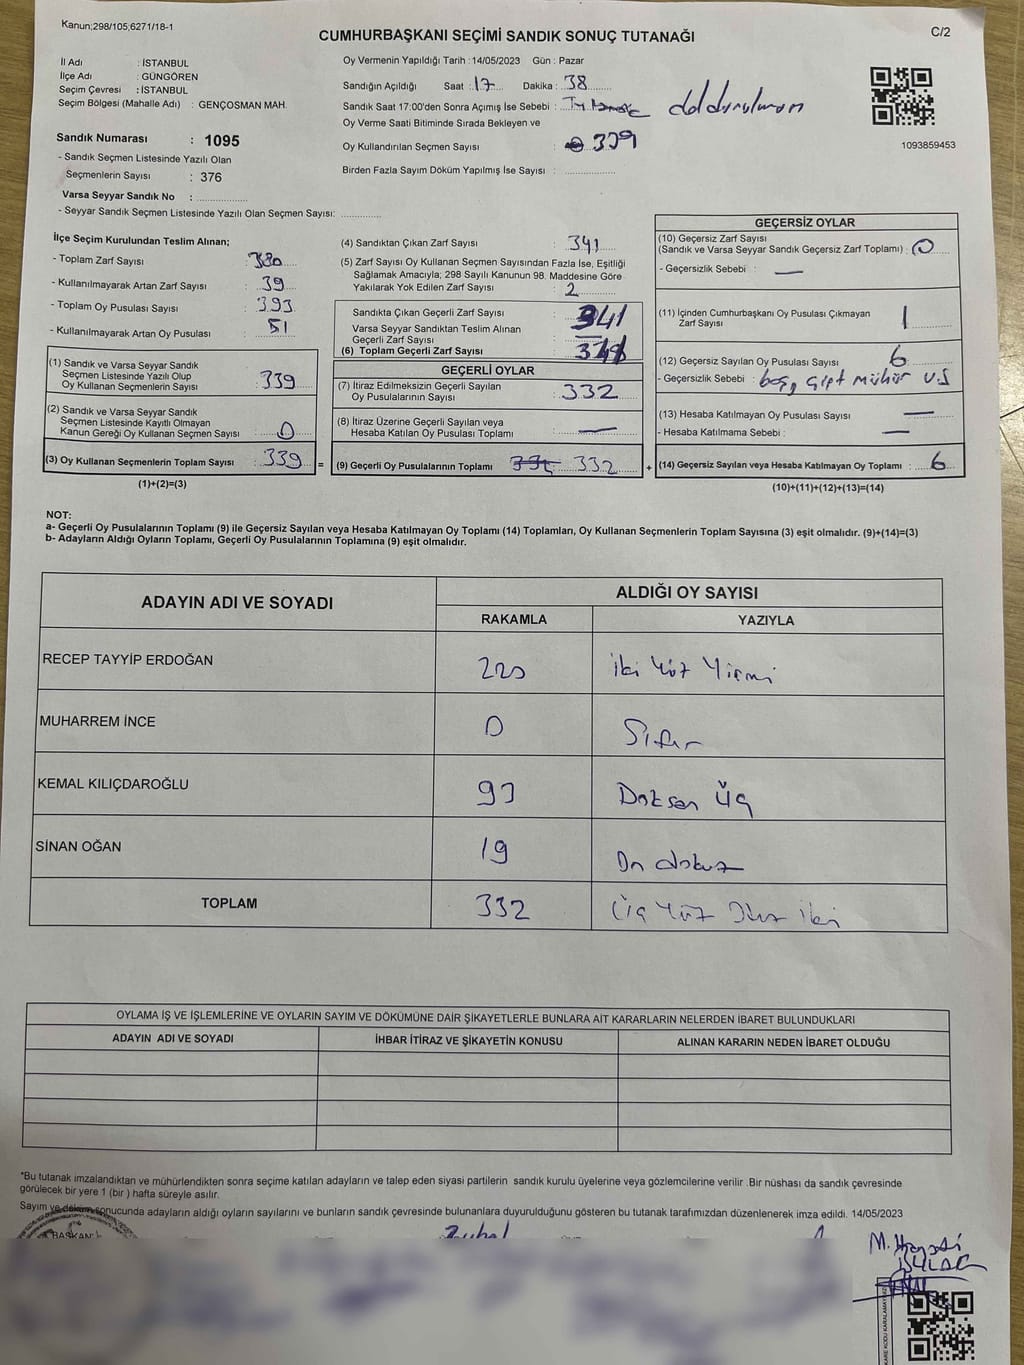 Kanun;298/105;6271/18-1
C/2
CUMHURBAŞKANI SEÇİMİ SANDIK SONUÇ TUTANAĞI
İl Adı : İSTANBUL
İlçe Adı : GÜNGÖREN
Seçim Çevresi : İSTANBUL
Seçim Bölgesi (Mahalle Adı) : GENÇOSMAN MAH.
Oy Vermenin Yapıldığı Tarih : 14/05/2023 Gün : Pazar
Sandığın Açıldığı Saat : 17 Dakika : 38
Sandık Saat 17:00'den Sonra Açımış İse Sebebi : doldurulması
Oy Verme Saati Bitiminde Sırada Bekleyen ve
Oy Kullandırılan Seçmen Sayısı : 339
Birden Fazla Sayım Döküm Yapılmış İse Sayısı :
1093859453
Sandık Numarası : 1095
- Sandık Seçmen Listesinde Yazılı Olan
Seçmenlerin Sayısı : 376
Varsa Seyyar Sandık No :
- Seyyar Sandık Seçmen Listesinde Yazılı Olan Seçmen Sayısı:
İlçe Seçim Kurulundan Teslim Alınan;
- Toplam Zarf Sayısı : 380
- Kullanılmayarak Artan Zarf Sayısı : 39
- Toplam Oy Pusulası Sayısı : 393
- Kullanılmayarak Artan Oy Pusulası : 51
(1) Sandık ve Varsa Seyyar Sandık
Seçmen Listesinde Yazılı Olup
Oy Kullanan Seçmenlerin Sayısı : 339
(2) Sandık ve Varsa Seyyar Sandık
Seçmen Listesinde Kayıtlı Olmayan
Kanun Gereği Oy Kullanan Seçmen Sayısı : 0
(3) Oy Kullanan Seçmenlerin Toplam Sayısı : 339 =
(1)+(2)=(3)
(4) Sandıktan Çıkan Zarf Sayısı : 341
(5) Zarf Sayısı Oy Kullanan Seçmen Sayısından Fazla İse, Eşitliği
Sağlamak Amacıyla; 298 Sayılı Kanunun 98. Maddesine Göre
Yakılarak Yok Edilen Zarf Sayısı : 2
Sandıkta Çıkan Geçerli Zarf Sayısı : 341
Varsa Seyyar Sandıktan Teslim Alınan
Geçerli Zarf Sayısı :
(6) Toplam Geçerli Zarf Sayısı :
GEÇERLİ OYLAR
(7) İtiraz Edilmeksizin Geçerli Sayılan
Oy Pusulalarının Sayısı : 332
(8) İtiraz Üzerine Geçerli Sayılan veya
Hesaba Katılan Oy Pusulası Toplamı : —
(9) Geçerli Oy Pusulalarının Toplamı : 332 +
GEÇERSİZ OYLAR
(10) Geçersiz Zarf Sayısı
(Sandık ve Varsa Seyyar Sandık Geçersiz Zarf Toplamı) : 0
- Geçersizlik Sebebi : —
(11) İçinden Cumhurbaşkanı Oy Pusulası Çıkmayan
Zarf Sayısı : 1
(12) Geçersiz Sayılan Oy Pusulası Sayısı : 6
- Geçersizlik Sebebi : boş, çift mühür v.s
(13) Hesaba Katılmayan Oy Pusulası Sayısı : —
- Hesaba Katılmama Sebebi : —
(14) Geçersiz Sayılan veya Hesaba Katılmayan Oy Toplamı : 6
(10)+(11)+(12)+(13)=(14)
NOT:
a- Geçerli Oy Pusulalarının Toplamı (9) ile Geçersiz Sayılan veya Hesaba Katılmayan Oy Toplamı (14) Toplamları, Oy Kullanan Seçmenlerin Toplam Sayısına (3) eşit olmalıdır. (9)+(14)=(3)
b- Adayların Aldığı Oyların Toplamı, Geçerli Oy Pusulalarının Toplamına (9) eşit olmalıdır.
ADAYIN ADI VE SOYADI
ALDIĞI OY SAYISI
RAKAMLA YAZIYLA
RECEP TAYYİP ERDOĞAN 220 İki Yüz Yirmi
MUHARREM İNCE 0 Sıfır
KEMAL KILIÇDAROĞLU 93 Doksan Üç
SİNAN OĞAN 19 On dokuz
TOPLAM 332 Üç Yüz Otuz İki
OYLAMA İŞ VE İŞLEMLERİNE VE OYLARIN SAYIM VE DÖKÜMÜNE DAİR ŞİKAYETLERLE BUNLARA AİT KARARLARIN NELERDEN İBARET BULUNDUKLARI
ADAYIN ADI VE SOYADI İHBAR İTİRAZ VE ŞİKAYETİN KONUSU ALINAN KARARIN NEDEN İBARET OLDUĞU
*Bu tutanak imzalandıktan ve mühürlendikten sonra seçime katılan adayların ve talep eden siyasi partilerin sandık kurulu üyelerine veya gözlemcilerine verilir .Bir nüshası da sandık çevresinde
görülecek bir yere 1 (bir ) hafta süreyle asılır.
Sayım ve döküm sonucunda adayların aldığı oyların sayılarını ve bunların sandık çevresinde bulunanlara duyurulduğunu gösteren bu tutanak tarafımızdan düzenlenerek imza edildi. 14/05/2023
BAŞKAN